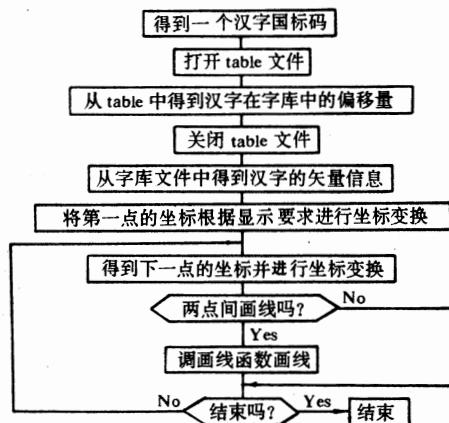 得到一个汉字国标码
打开 table 文件
从 table 中得到汉字在字库中的偏移量
关闭 table 文件
从字库文件中得到汉字的矢量信息
将第一点的坐标根据显示要求进行坐标变换
得到下一点的坐标并进行坐标变换
两点间画线吗?
No
Yes
调画线函数画线
No
结束吗?
Yes
结束